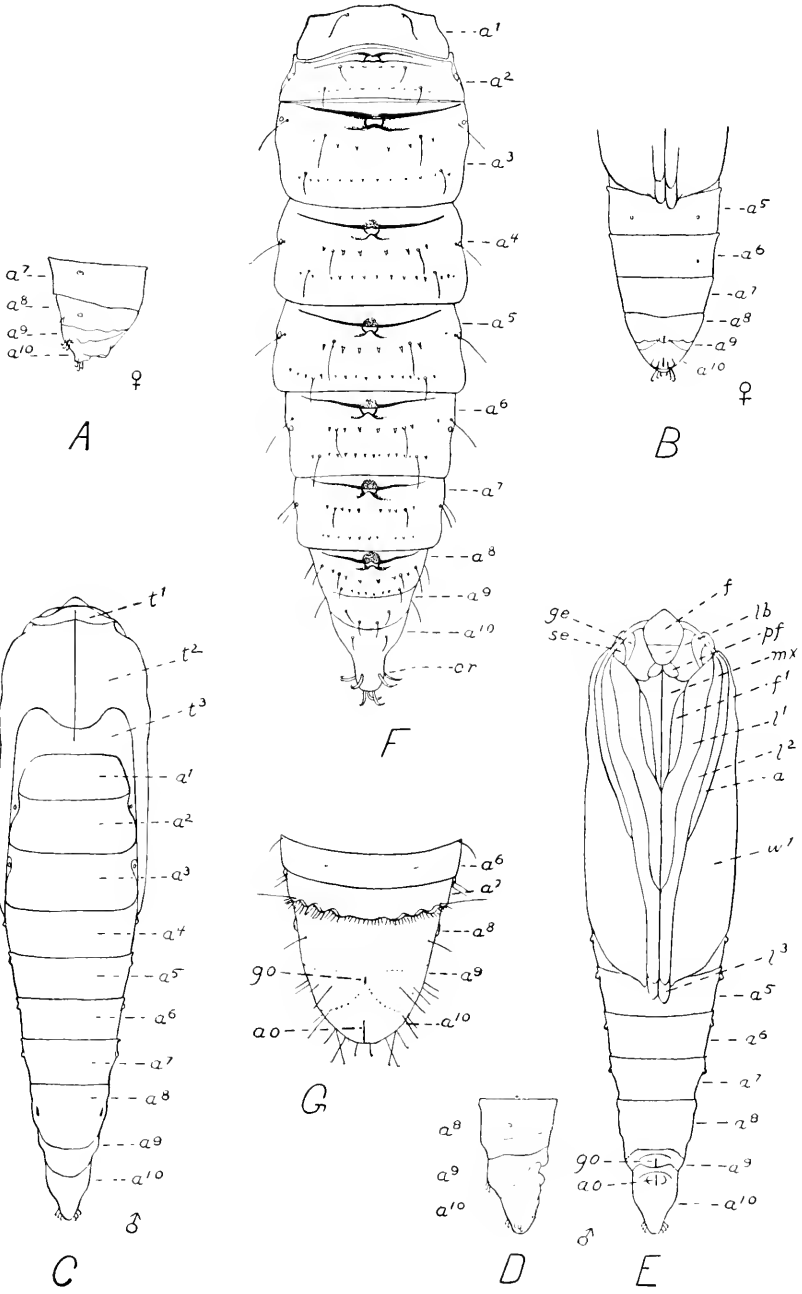 a¹
a²
a³
a⁴
a⁵
a⁶
a⁷
a⁸
a⁹
a¹⁰
cr
F
a⁷
a⁸
a⁹
a¹⁰
♀
A
a⁵
a⁶
a⁷
a⁸
a⁹
a¹⁰
♀
B
t¹
t²
t³
a¹
a²
a³
a⁴
a⁵
a⁶
a⁷
a⁸
a⁹
a¹⁰
♂
C
a⁶
a⁷
a⁸
go
a⁹
a¹⁰
ao
G
a⁸
a⁹
a¹⁰
♂
D
f
ge
lb
se
pf
mx
f¹
l¹
l²
a
w¹
l³
a⁵
a⁶
a⁷
a⁸
go
a⁹
ao
a¹⁰
E